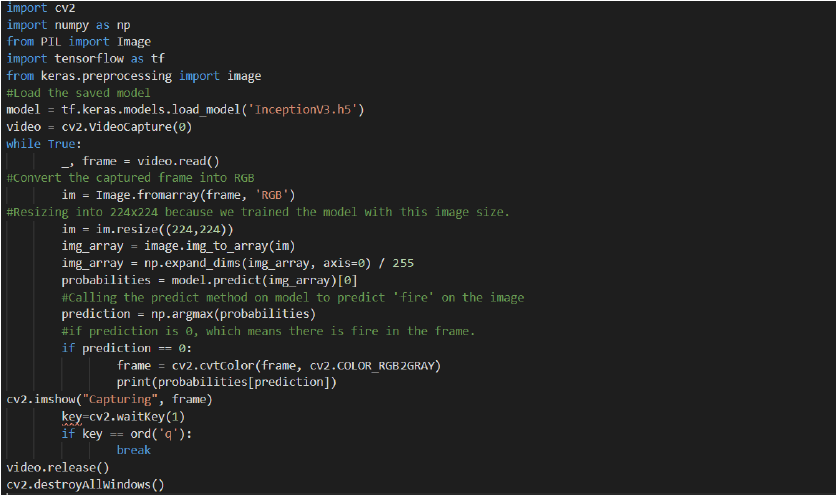 import cv2
import numpy as np
from PIL import Image
import tensorflow as tf
from keras.preprocessing import image
#Load the saved model
model = tf.keras.models.load_model('InceptionV3.h5')
video = cv2.VideoCapture(0)
while True:
        _, frame = video.read()
#Convert the captured frame into RGB
        im = Image.fromarray(frame, 'RGB')
#Resizing into 224x224 because we trained the model with this image size.
        im = im.resize((224,224))
        img_array = image.img_to_array(im)
        img_array = np.expand_dims(img_array, axis=0) / 255
        probabilities = model.predict(img_array)[0]
        #Calling the predict method on model to predict 'fire' on the image
        prediction = np.argmax(probabilities)
        #if prediction is 0, which means there is fire in the frame.
        if prediction == 0:
                frame = cv2.cvtColor(frame, cv2.COLOR_RGB2GRAY)
                print(probabilities[prediction])
cv2.imshow("Capturing", frame)
        key=cv2.waitKey(1)
        if key == ord('q'):
                break
video.release()
cv2.destroyAllWindows()